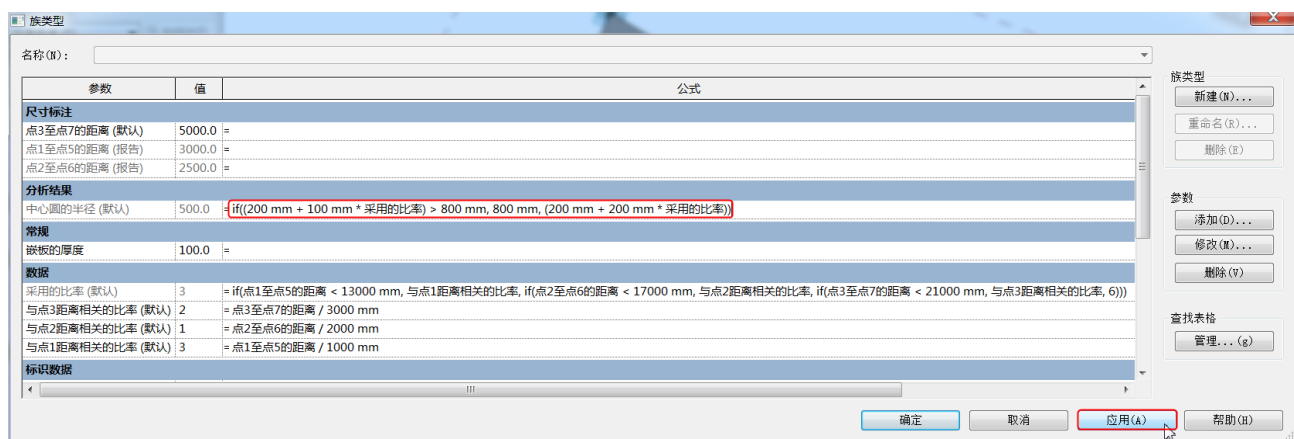 族类型
名称(N):
参数 值 公式
尺寸标注
点3至点7的距离 (默认) 5000.0 =
点1至点5的距离 (报告) 3000.0 =
点2至点6的距离 (报告) 2500.0 =
分析结果
中心圆的半径 (默认) 500.0 = if((200 mm + 100 mm * 采用的比率) > 800 mm, 800 mm, (200 mm + 200 mm * 采用的比率))
常规
嵌板的厚度 100.0 =
数据
采用的比率 (默认) 3 = if(点1至点5的距离 < 13000 mm, 与点1距离相关的比率, if(点2至点6的距离 < 17000 mm, 与点2距离相关的比率, if(点3至点7的距离 < 21000 mm, 与点3距离相关的比率, 6)))
与点3距离相关的比率 (默认) 2 = 点3至点7的距离 / 3000 mm
与点2距离相关的比率 (默认) 1 = 点2至点6的距离 / 2000 mm
与点1距离相关的比率 (默认) 3 = 点1至点5的距离 / 1000 mm
标识数据
族类型
新建(N)...
重命名(R)...
删除(E)
参数
添加(D)...
修改(M)...
删除(V)
查找表格
管理...(g)
确定 取消 应用(A) 帮助(H)